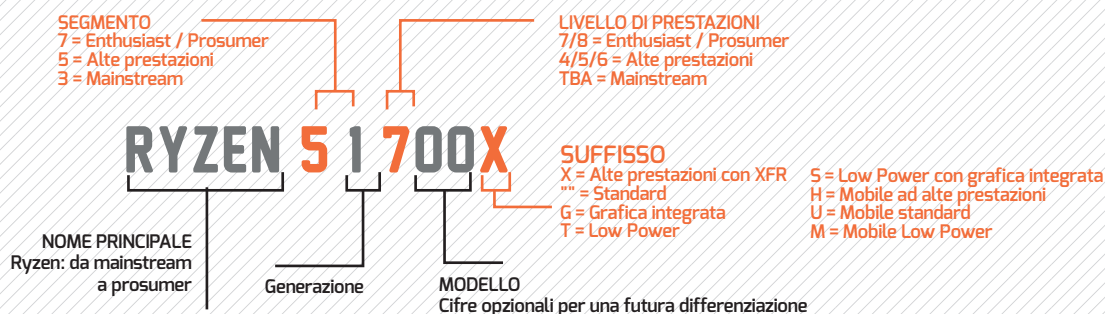 SEGMENTO
7 = Enthusiast / Prosumer
5 = Alte prestazioni
3 = Mainstream
LIVELLO DI PRESTAZIONI
7/8 = Enthusiast / Prosumer
4/5/6 = Alte prestazioni
TBA = Mainstream
RYZEN 5 1 700X
SUFFISSO
X = Alte prestazioni con XFR
"" = Standard
G = Grafica integrata
T = Low Power
S = Low Power con grafica integrata
H = Mobile ad alte prestazioni
U = Mobile standard
M = Mobile Low Power
NOME PRINCIPALE
Ryzen: da mainstream
a prosumer
Generazione
MODELLO
Cifre opzionali per una futura differenziazione